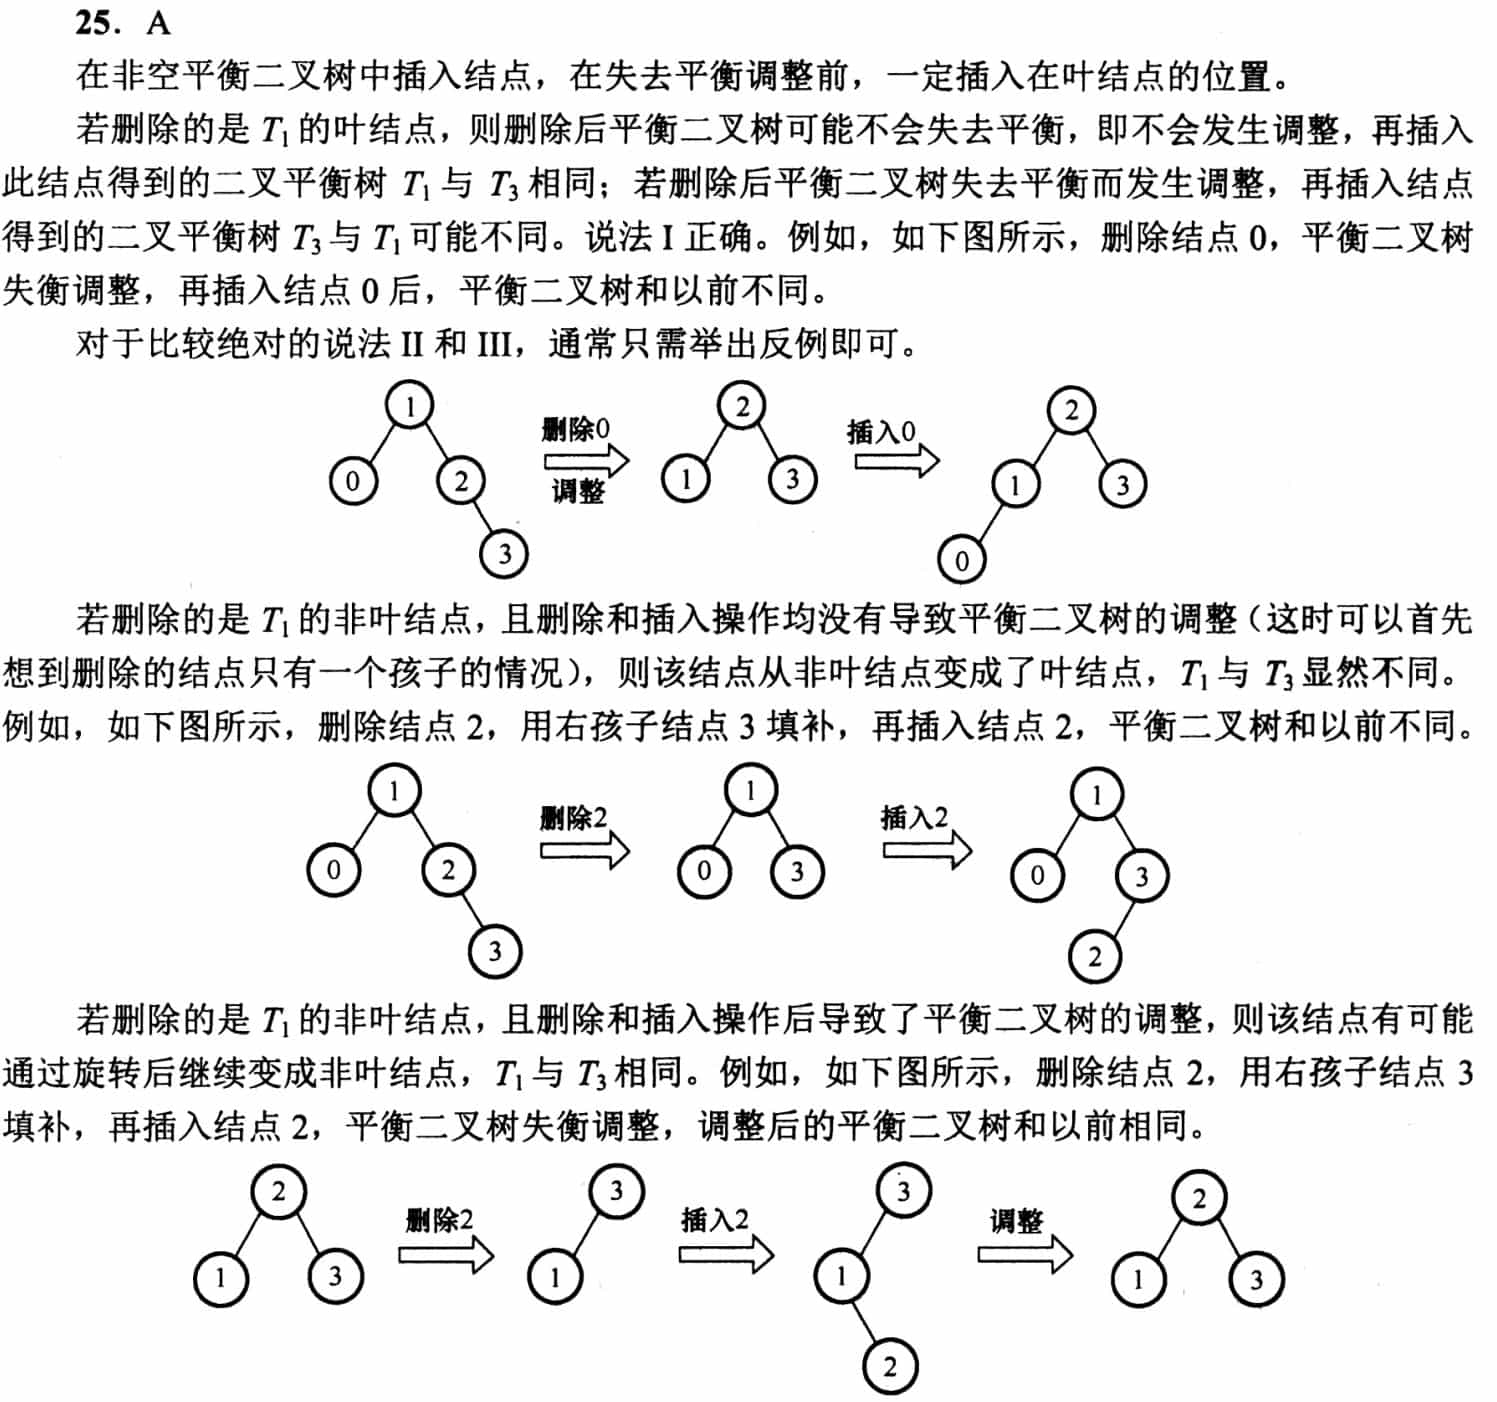 25． A
在非空平衡二叉树中插入结点，在失去平衡调整前，一定插入在叶结点的位置。
若删除的是 T1 的叶结点，则删除后平衡二叉树可能不会失去平衡，即不会发生调整，再插入
此结点得到的二叉平衡树 T1 与 T3 相同；若删除后平衡二叉树失去平衡而发生调整，再插入结点
得到的二叉平衡树 T3 与 T1 可能不同。说法 I 正确。例如，如下图所示，删除结点 0，平衡二叉树
失衡调整，再插入结点 0 后，平衡二叉树和以前不同。
对于比较绝对的说法 II 和 III，通常只需举出反例即可。
1
0
2
3
删除0
调整
2
1
3
插入0
2
1
3
0
若删除的是 T1 的非叶结点，且删除和插入操作均没有导致平衡二叉树的调整（这时可以首先
想到删除的结点只有一个孩子的情况），则该结点从非叶结点变成了叶结点，T1 与 T3 显然不同。
例如，如下图所示，删除结点 2，用右孩子结点 3 填补，再插入结点 2，平衡二叉树和以前不同。
1
0
2
3
删除2
1
0
3
插入2
1
0
3
2
若删除的是 T1 的非叶结点，且删除和插入操作后导致了平衡二叉树的调整，则该结点有可能
通过旋转后继续变成非叶结点，T1 与 T3 相同。例如，如下图所示，删除结点 2，用右孩子结点 3
填补，再插入结点 2，平衡二叉树失衡调整，调整后的平衡二叉树和以前相同。
2
1
3
删除2
3
1
插入2
3
1
2
调整
2
1
3